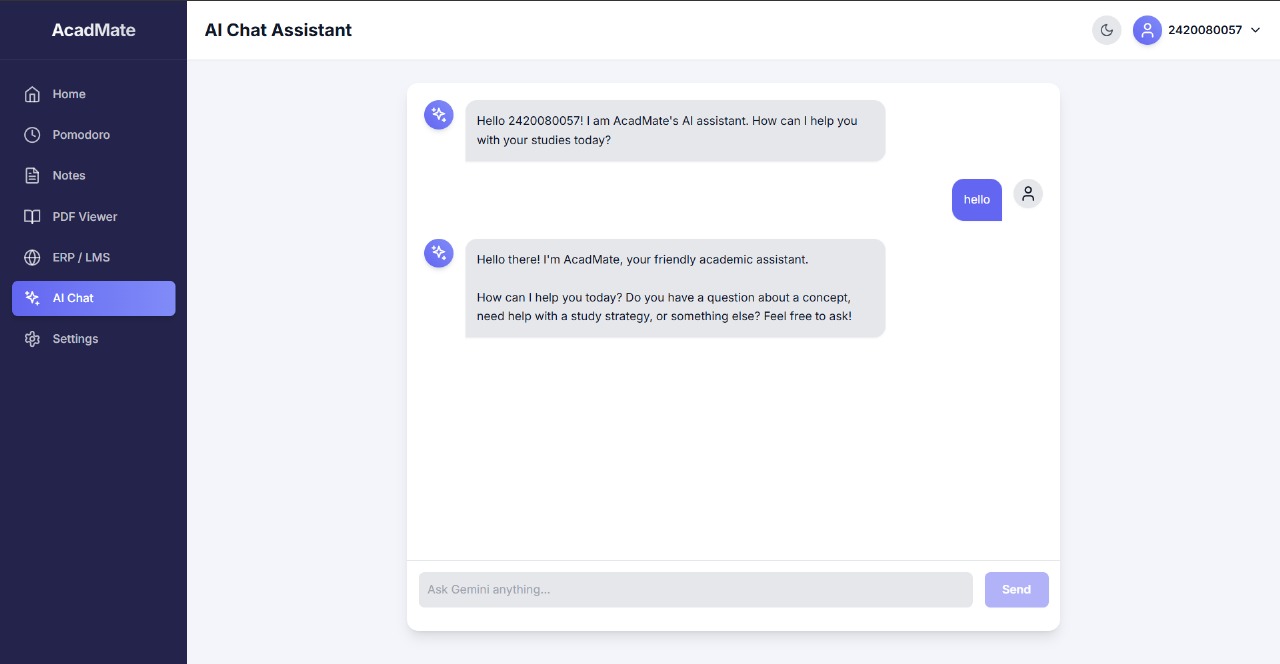 AcadMate
AI Chat Assistant
2420080057
Home
Pomodoro
Notes
PDF Viewer
ERP / LMS
AI Chat
Settings
Hello 2420080057! I am AcadMate's AI assistant. How can I help you
with your studies today?
hello
Hello there! I'm AcadMate, your friendly academic assistant.
How can I help you today? Do you have a question about a concept,
need help with a study strategy, or something else? Feel free to ask!
Ask Gemini anything...
Send